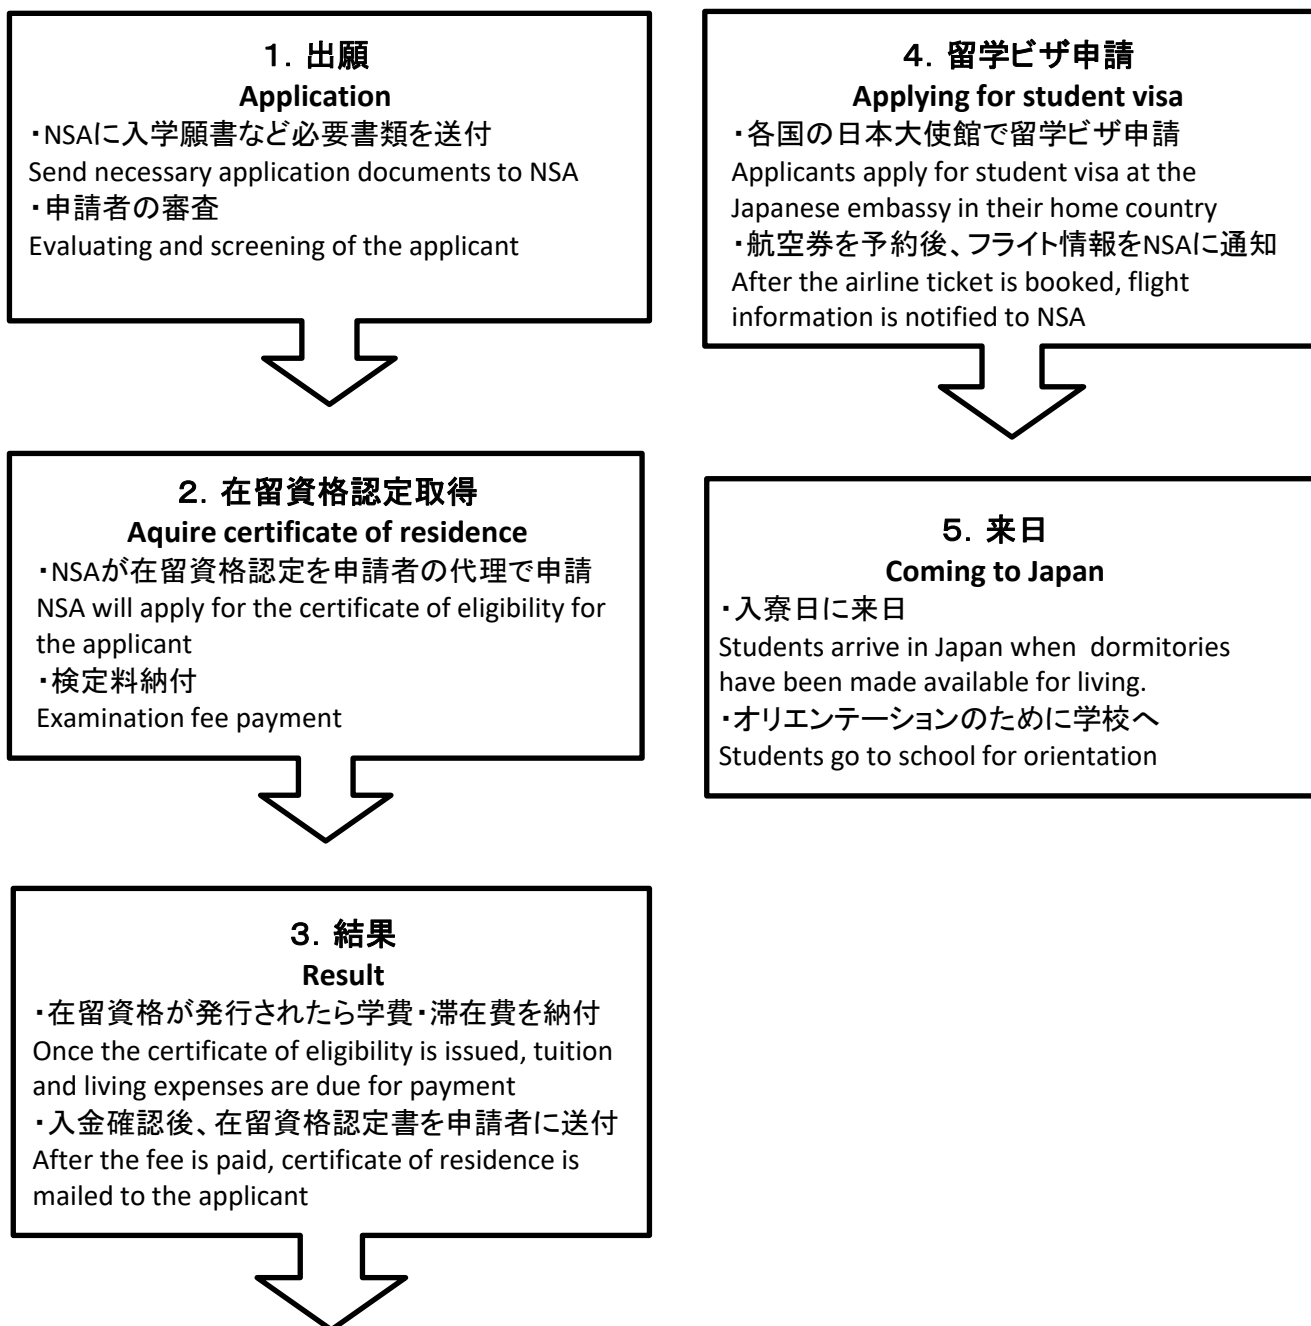 １．出願
Application
・NSAに入学願書など必要書類を送付
Send necessary application documents to NSA
・申請者の審査
Evaluating and screening of the applicant
２．在留資格認定取得
Aquire certificate of residence
・NSAが在留資格認定を申請者の代理で申請
NSA will apply for the certificate of eligibility for
the applicant
・検定料納付
Examination fee payment
３．結果
Result
・在留資格が発行されたら学費・滞在費を納付
Once the certificate of eligibility is issued, tuition
and living expenses are due for payment
・入金確認後、在留資格認定書を申請者に送付
After the fee is paid, certificate of residence is
mailed to the applicant
４．留学ビザ申請
Applying for student visa
・各国の日本大使館で留学ビザ申請
Applicants apply for student visa at the
Japanese embassy in their home country
・航空券を予約後、フライト情報をNSAに通知
After the airline ticket is booked, flight
information is notified to NSA
５．来日
Coming to Japan
・入寮日に来日
Students arrive in Japan when  dormitories
have been made available for living.
・オリエンテーションのために学校へ
Students go to school for orientation